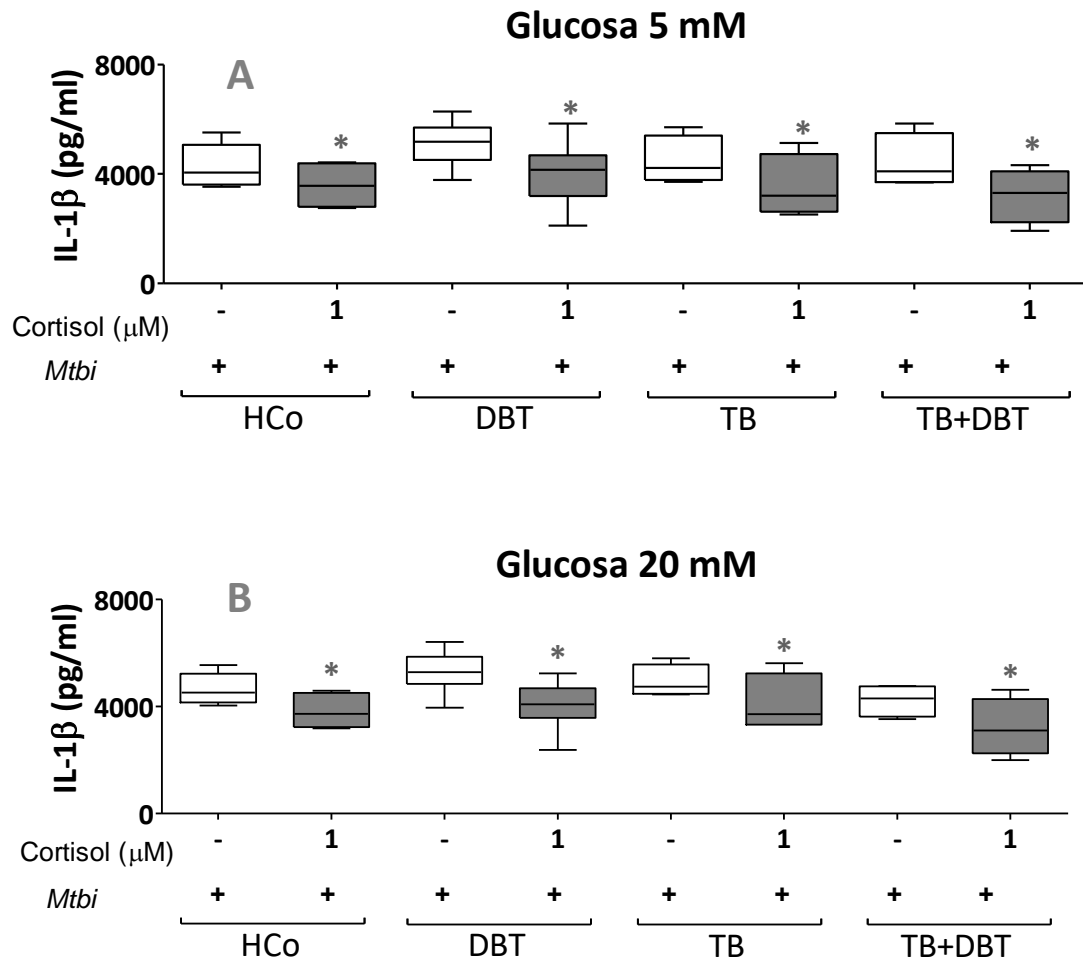 Glucosa 5 mM
A
IL-1β (pg/ml)
8000
4000
0
* * * *
Cortisol (μM) - 1 - 1 - 1 - 1
Mtbi + + + + + + + +
HCo DBT TB TB+DBT
Glucosa 20 mM
B
IL-1β (pg/ml)
8000
4000
0
* * * *
Cortisol (μM) - 1 - 1 - 1 - 1
Mtbi + + + + + + + +
HCo DBT TB TB+DBT